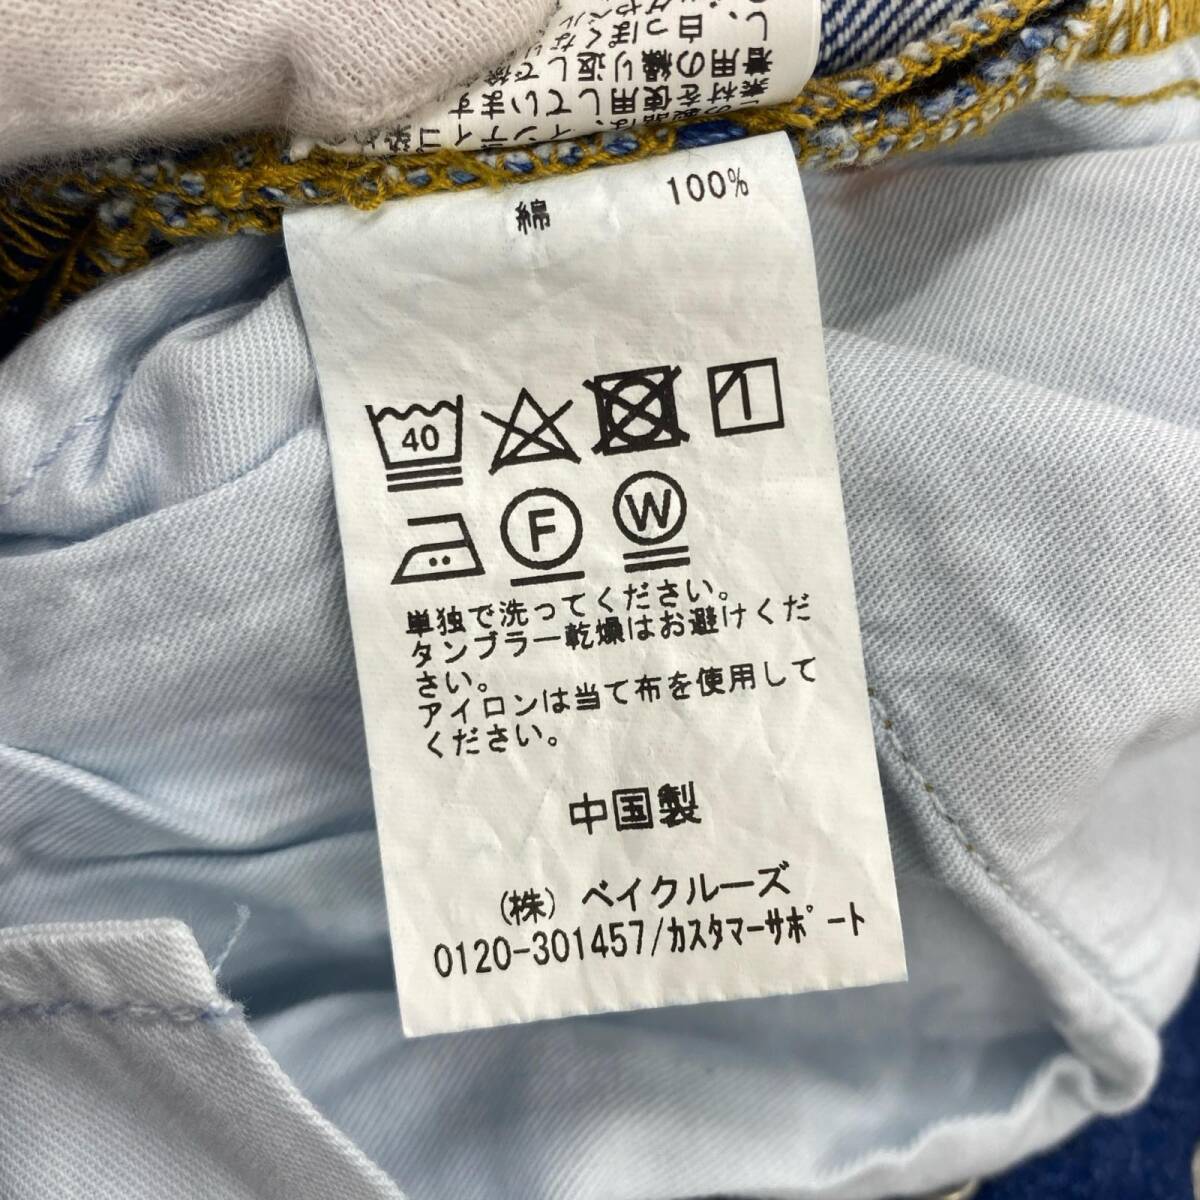 綿 100%
40
F W
単独で洗ってください。
タンブラー乾燥はお避けくだ
さい。
アイロンは当て布を使用して
ください。
中国製
(株) ベイクルーズ
0120-301457/カスタマーサポート